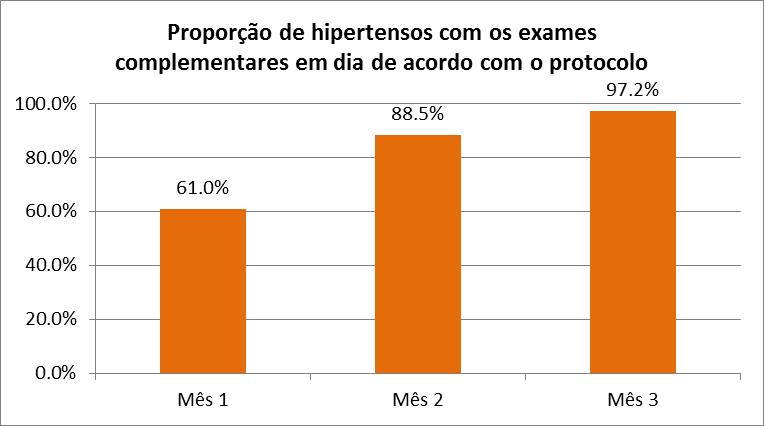 Proporção de hipertensos com os exames
complementares em dia de acordo com o protocolo
100.0%
80.0%
60.0%
40.0%
20.0%
0.0%
61.0%
88.5%
97.2%
Mês 1
Mês 2
Mês 3